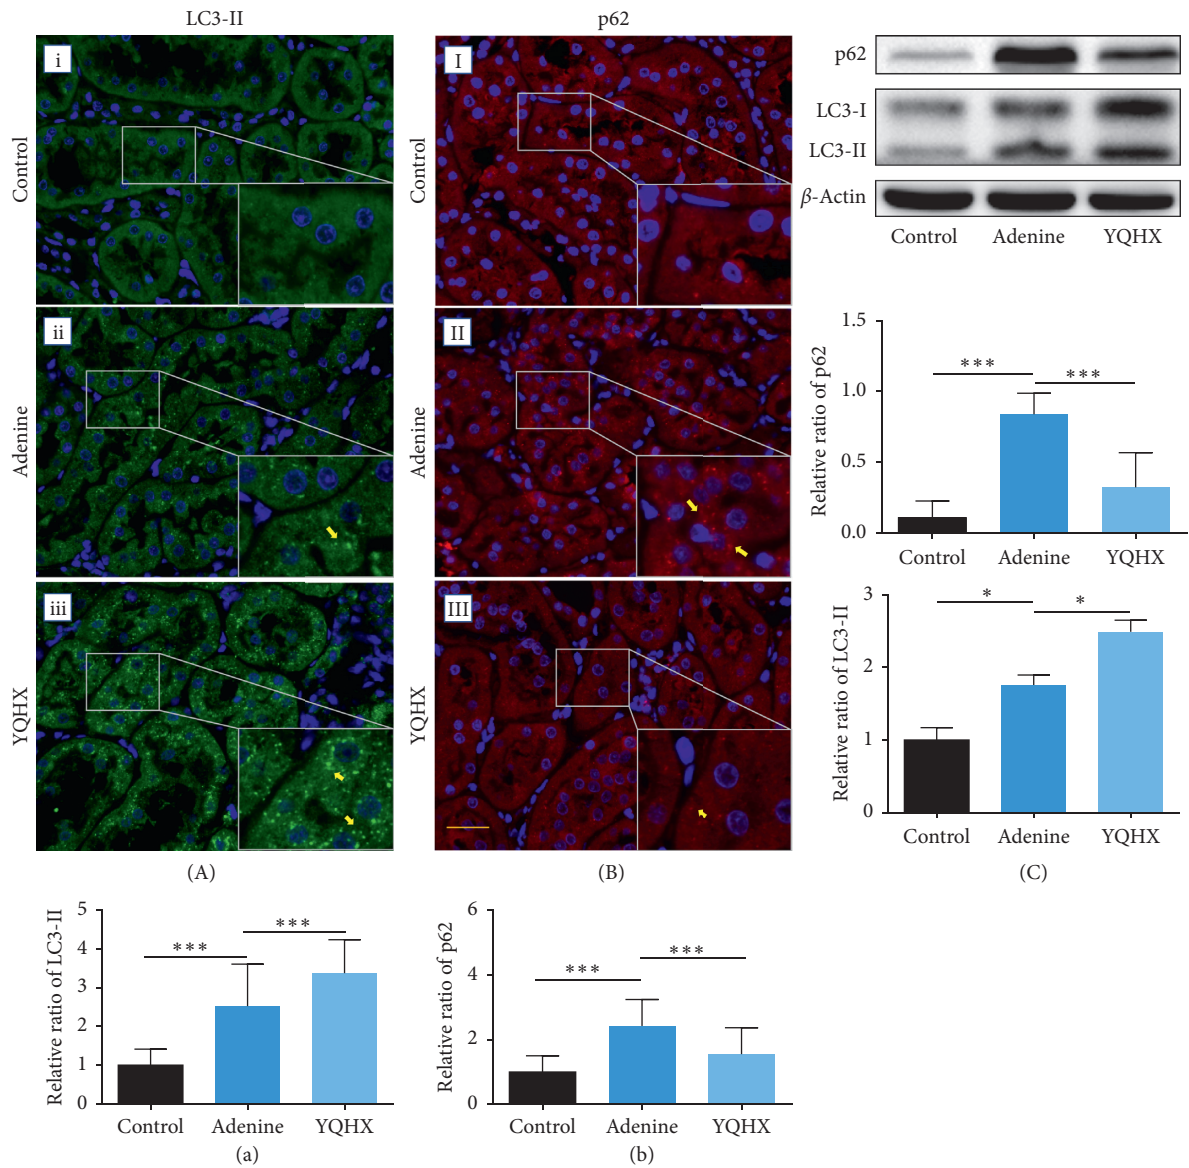 LC3-II
i
Control
ii
Adenine
iii
YQHX
(A)
p62
I
Control
II
Adenine
III
YQHX
(B)
p62
LC3-I
LC3-II
β-Actin
Control Adenine YQHX
Relative ratio of p62
1.5
1.0
0.5
0.0
*** ***
Control Adenine YQHX
Relative ratio of LC3-II
3
2
1
0
* *
Control Adenine YQHX
(C)
Relative ratio of LC3-II
5
4
3
2
1
0
*** ***
Control Adenine YQHX
(a)
Relative ratio of p62
6
4
2
0
*** ***
Control Adenine YQHX
(b)